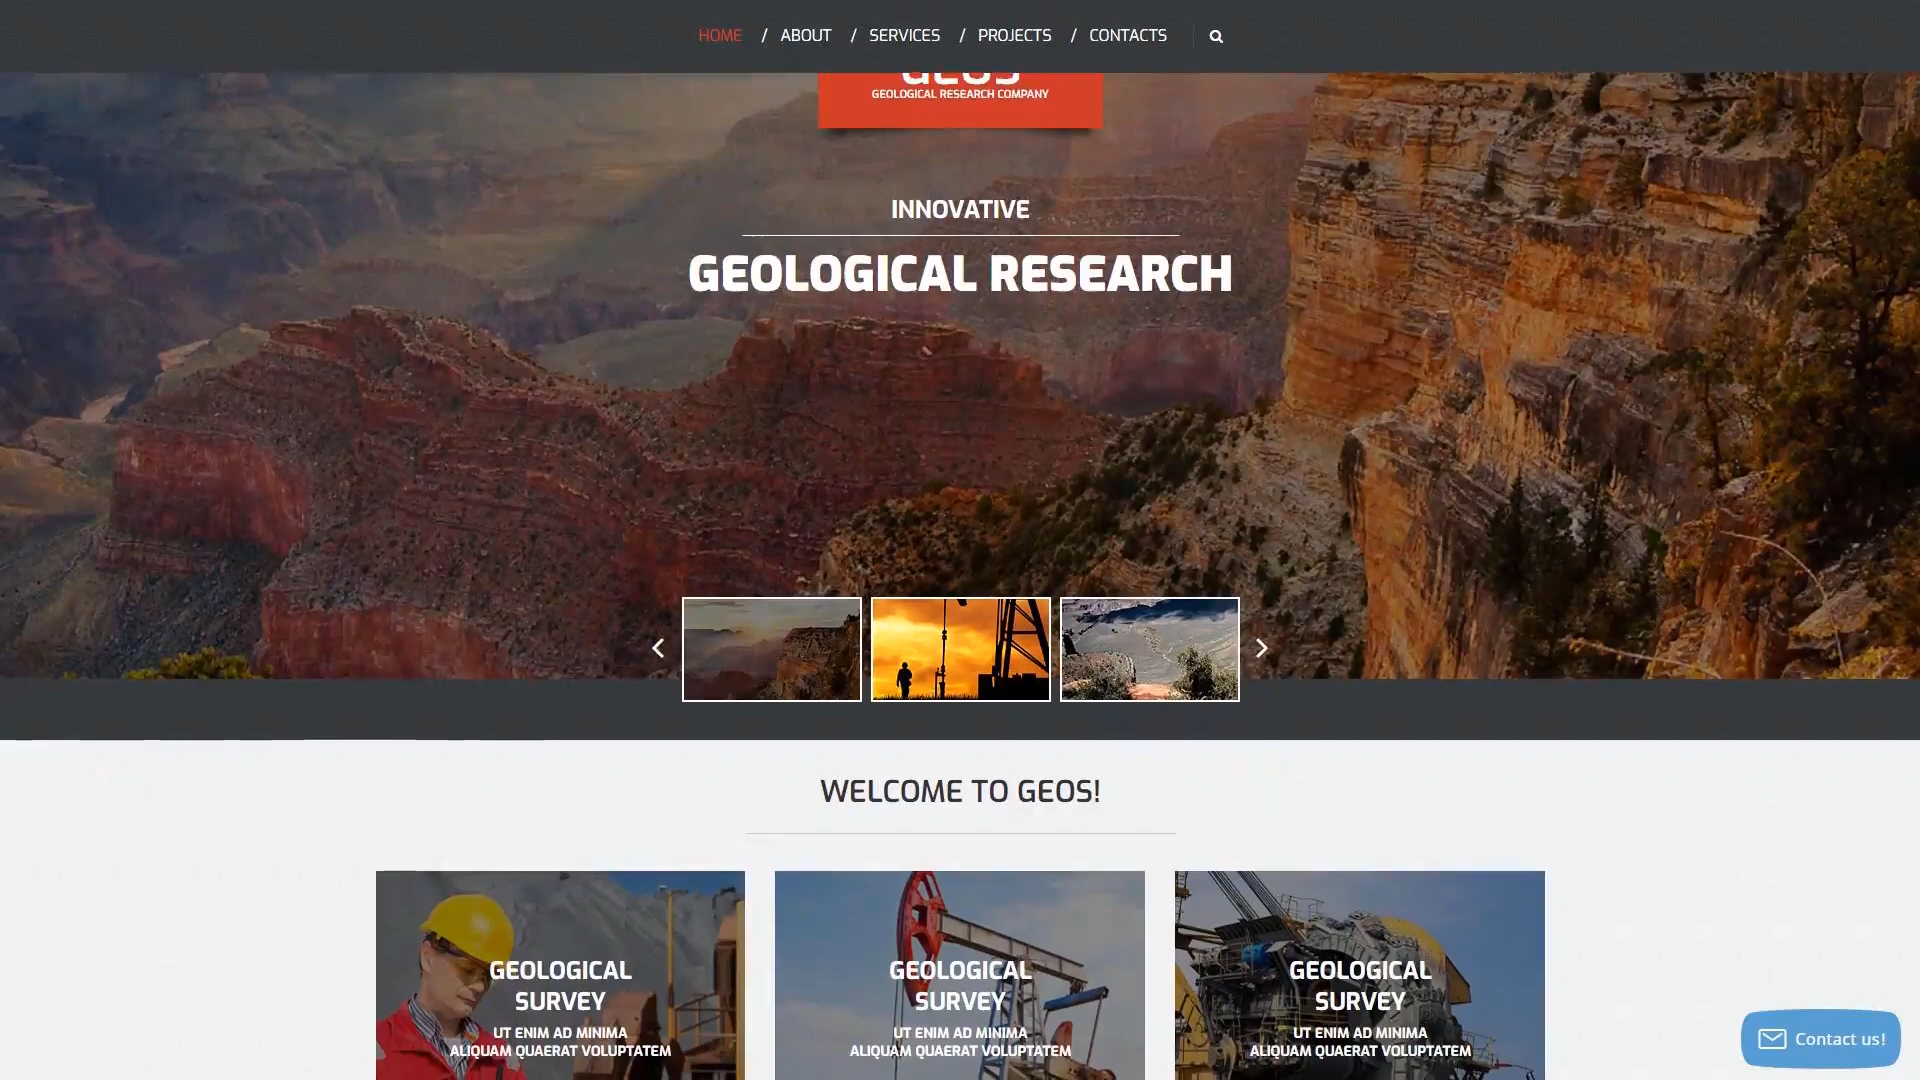 HOME / ABOUT / SERVICES / PROJECTS / CONTACTS
GEOS
GEOLOGICAL RESEARCH COMPANY
INNOVATIVE
GEOLOGICAL RESEARCH
WELCOME TO GEOS!
GEOLOGICAL
SURVEY
UT ENIM AD MINIMA
ALIQUAM QUAERAT VOLUPTATEM
GEOLOGICAL
SURVEY
UT ENIM AD MINIMA
ALIQUAM QUAERAT VOLUPTATEM
GEOLOGICAL
SURVEY
UT ENIM AD MINIMA
ALIQUAM QUAERAT VOLUPTATEM
Contact us!